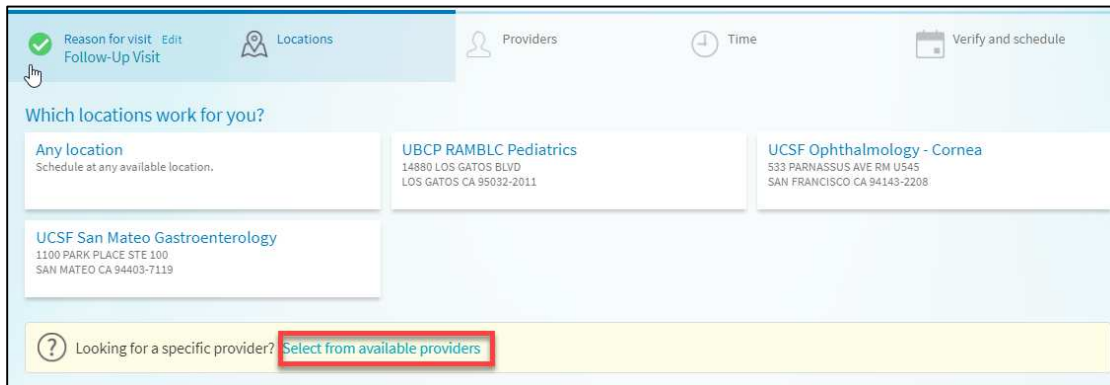 Reason for visit Edit
Follow-Up Visit
Locations
Providers
Time
Verify and schedule
Which locations work for you?
Any location
Schedule at any available location.
UBCP RAMBLC Pediatrics
14880 LOS GATOS BLVD
LOS GATOS CA 95032-2011
UCSF Ophthalmology - Cornea
533 PARNASSUS AVE RM U545
SAN FRANCISCO CA 94143-2208
UCSF San Mateo Gastroenterology
1100 PARK PLACE STE 100
SAN MATEO CA 94403-7119
? Looking for a specific provider? Select from available providers